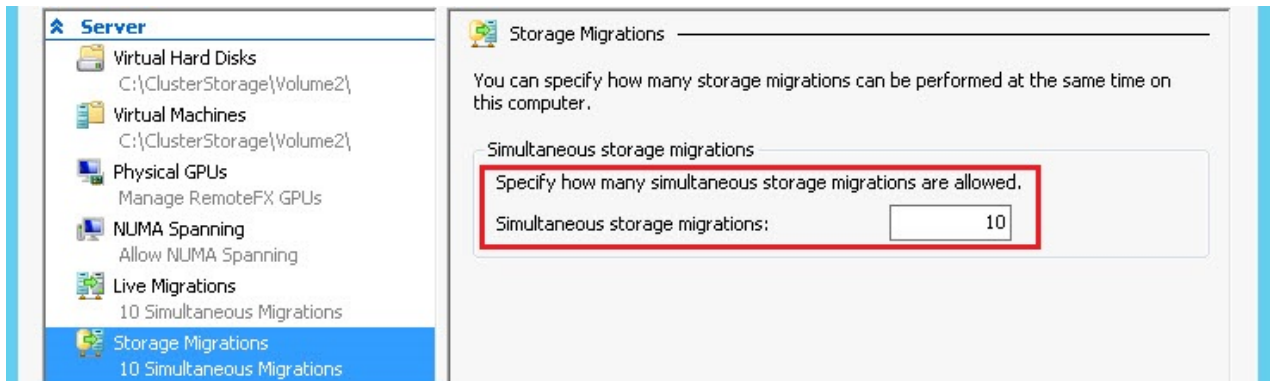 Server
Virtual Hard Disks
C:\ClusterStorage\Volume2\
Virtual Machines
C:\ClusterStorage\Volume2\
Physical GPUs
Manage RemoteFX GPUs
NUMA Spanning
Allow NUMA Spanning
Live Migrations
10 Simultaneous Migrations
Storage Migrations
10 Simultaneous Migrations
Storage Migrations
You can specify how many storage migrations can be performed at the same time on
this computer.
Simultaneous storage migrations
Specify how many simultaneous storage migrations are allowed.
Simultaneous storage migrations: 10